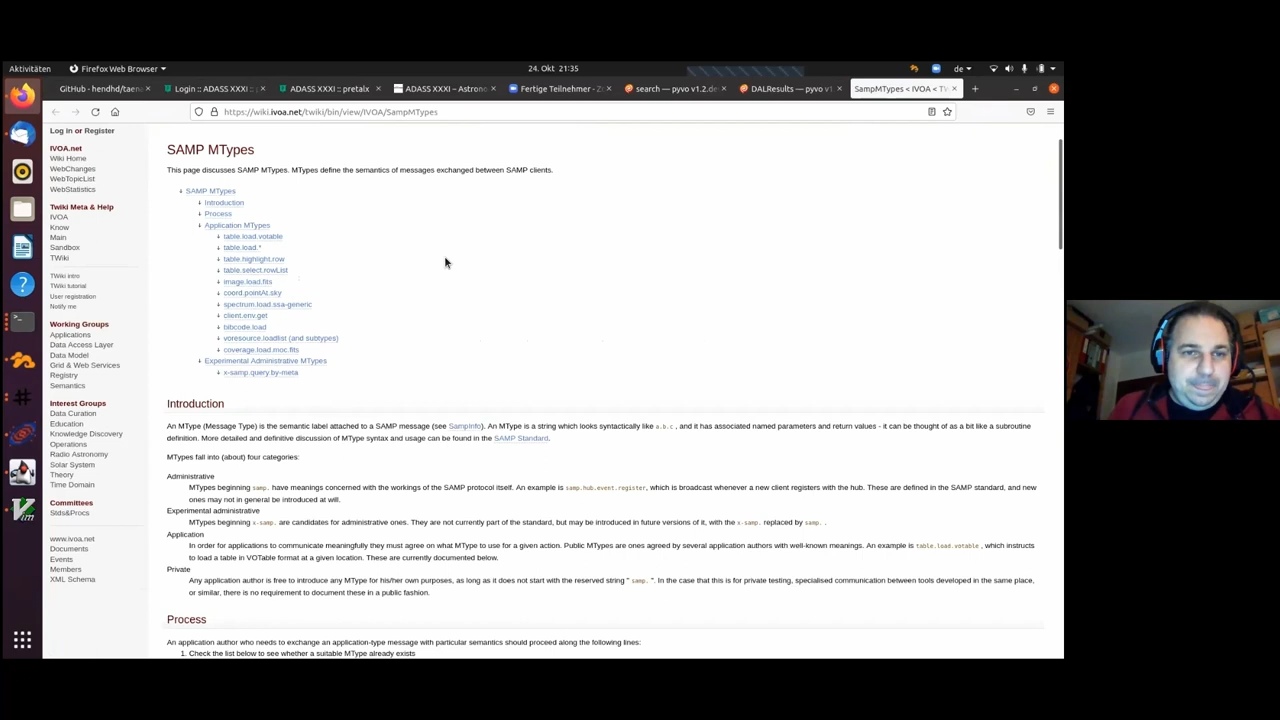 Aktivitäten
Firefox Web Browser
24. Okt 21:35
de
GitHub - hendhd/taena
Login :: ADASS XXXI ::
ADASS XXXI :: pretalx
ADASS XXXI – Astrono
Fertige Teilnehmer - Z
search — pyvo v1.2.de
DALResults — pyvo v1
SampMTypes < IVOA < TW
https://wiki.ivoa.net/twiki/bin/view/IVOA/SampMTypes
Log in or Register
IVOA.net
Wiki Home
WebChanges
WebTopicList
WebStatistics
Twiki Meta & Help
IVOA
Know
Main
Sandbox
TWiki
TWiki intro
TWiki tutorial
User registration
Notify me
Working Groups
Applications
Data Access Layer
Data Model
Grid & Web Services
Registry
Semantics
Interest Groups
Data Curation
Education
Knowledge Discovery
Operations
Radio Astronomy
Solar System
Theory
Time Domain
Committees
Stds&Procs
www.ivoa.net
Documents
Events
Members
XML Schema
SAMP MTypes
This page discusses SAMP MTypes. MTypes define the semantics of messages exchanged between SAMP clients.
SAMP MTypes
Introduction
Process
Application MTypes
table.load.votable
table.load.*
table.highlight.row
table.select.rowList
image.load.fits
coord.pointAt.sky
spectrum.load.ssa-generic
client.env.get
bibcode.load
voresource.loadlist (and subtypes)
coverage.load.moc.fits
Experimental Administrative MTypes
x-samp.query.by-meta
Introduction
An MType (Message Type) is the semantic label attached to a SAMP message (see SampInfo). An MType is a string which looks syntactically like a.b.c, and it has associated named parameters and return values - it can be thought of as a bit like a subroutine
definition. More detailed and definitive discussion of MType syntax and usage can be found in the SAMP Standard.
MTypes fall into (about) four categories:
Administrative
MTypes beginning samp. have meanings concerned with the workings of the SAMP protocol itself. An example is samp.hub.event.register, which is broadcast whenever a new client registers with the hub. These are defined in the SAMP standard, and new
ones may not in general be introduced at will.
Experimental administrative
MTypes beginning x-samp. are candidates for administrative ones. They are not currently part of the standard, but may be introduced in future versions of it, with the x-samp. replaced by samp. .
Application
In order for applications to communicate meaningfully they must agree on what MType to use for a given action. Public MTypes are ones agreed by several application authors with well-known meanings. An example is table.load.votable, which instructs
to load a table in VOTable format at a given location. These are currently documented below.
Private
Any application author is free to introduce any MType for his/her own purposes, as long as it does not start with the reserved string " samp. ". In the case that this is for private testing, specialised communication between tools developed in the same place,
or similar, there is no requirement to document these in a public fashion.
Process
An application author who needs to exchange an application-type message with particular semantics should proceed along the following lines:
1. Check the list below to see whether a suitable MType already exists